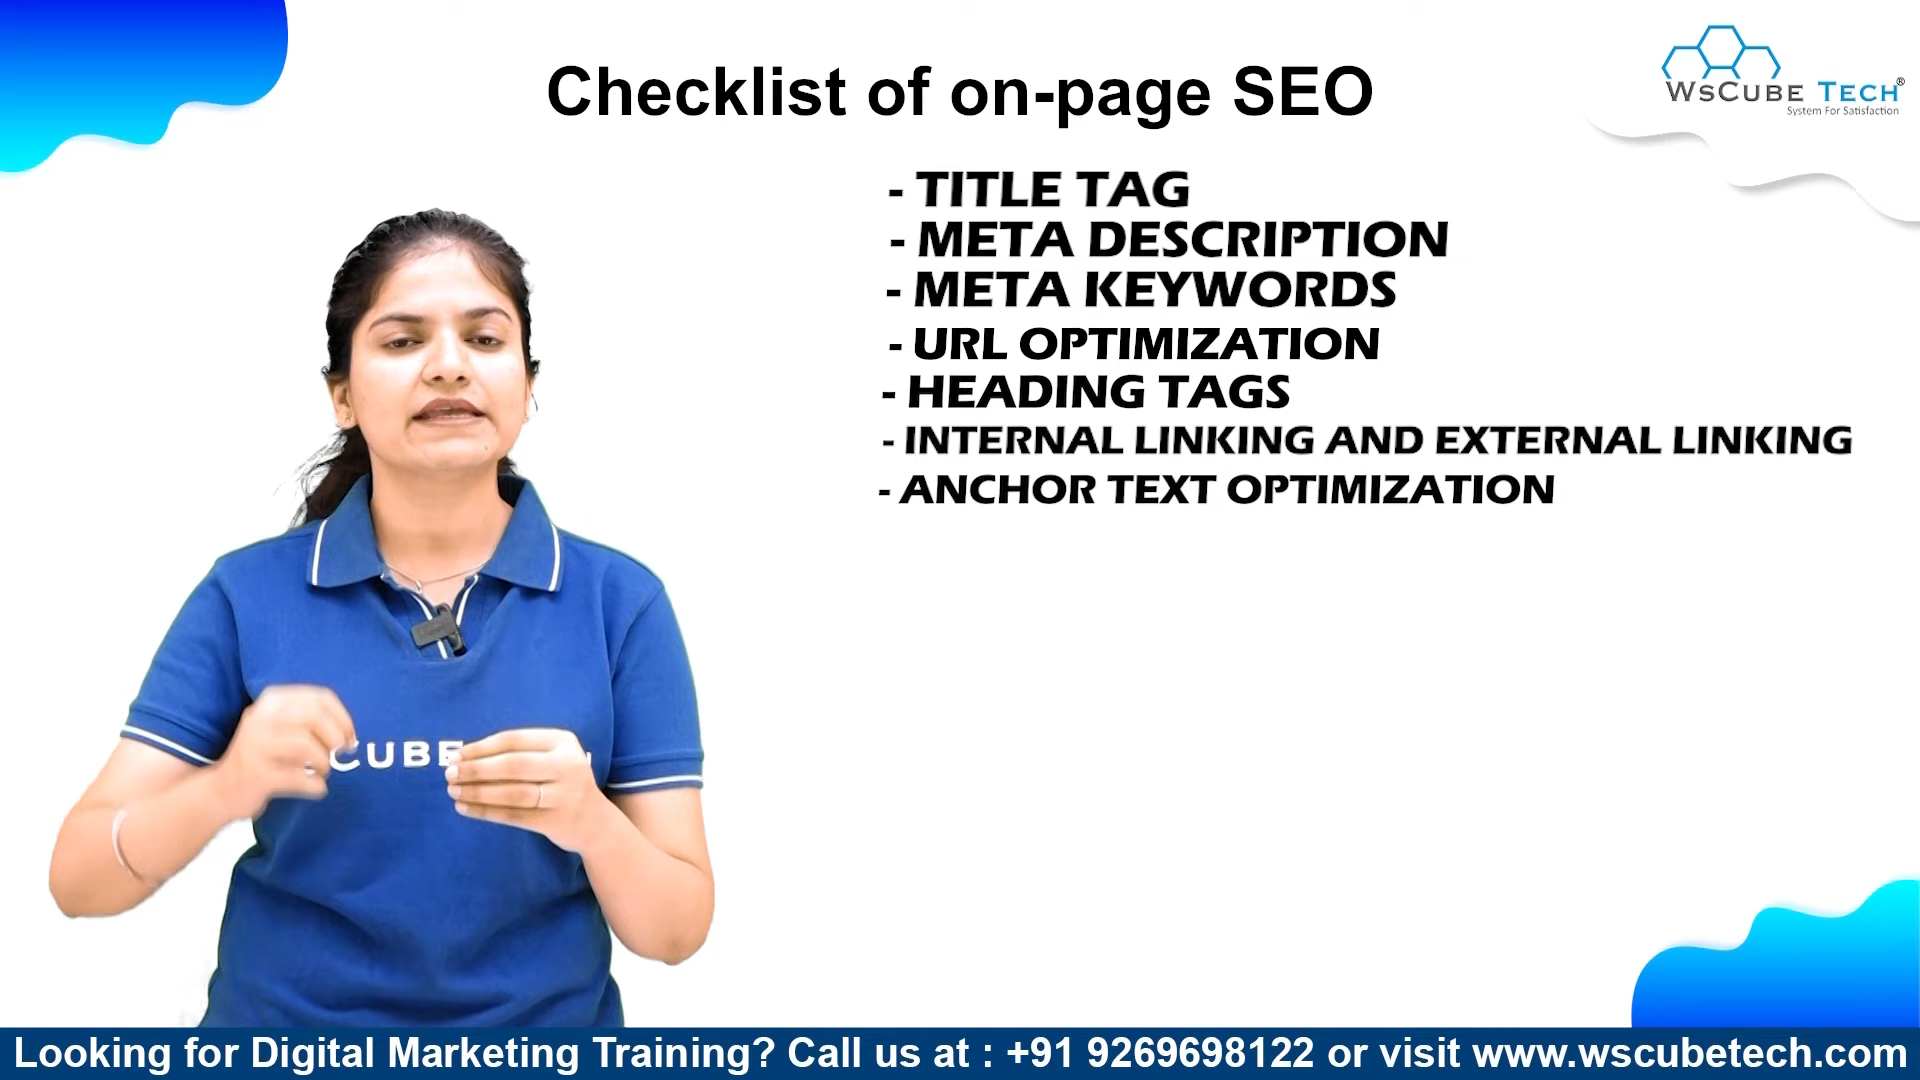 Checklist of on-page SEO
WSCUBE TECH®
System For Satisfaction
- TITLE TAG
- META DESCRIPTION
- META KEYWORDS
- URL OPTIMIZATION
- HEADING TAGS
- INTERNAL LINKING AND EXTERNAL LINKING
- ANCHOR TEXT OPTIMIZATION
CUBE
Looking for Digital Marketing Training? Call us at : +91 9269698122 or visit www.wscubetech.com